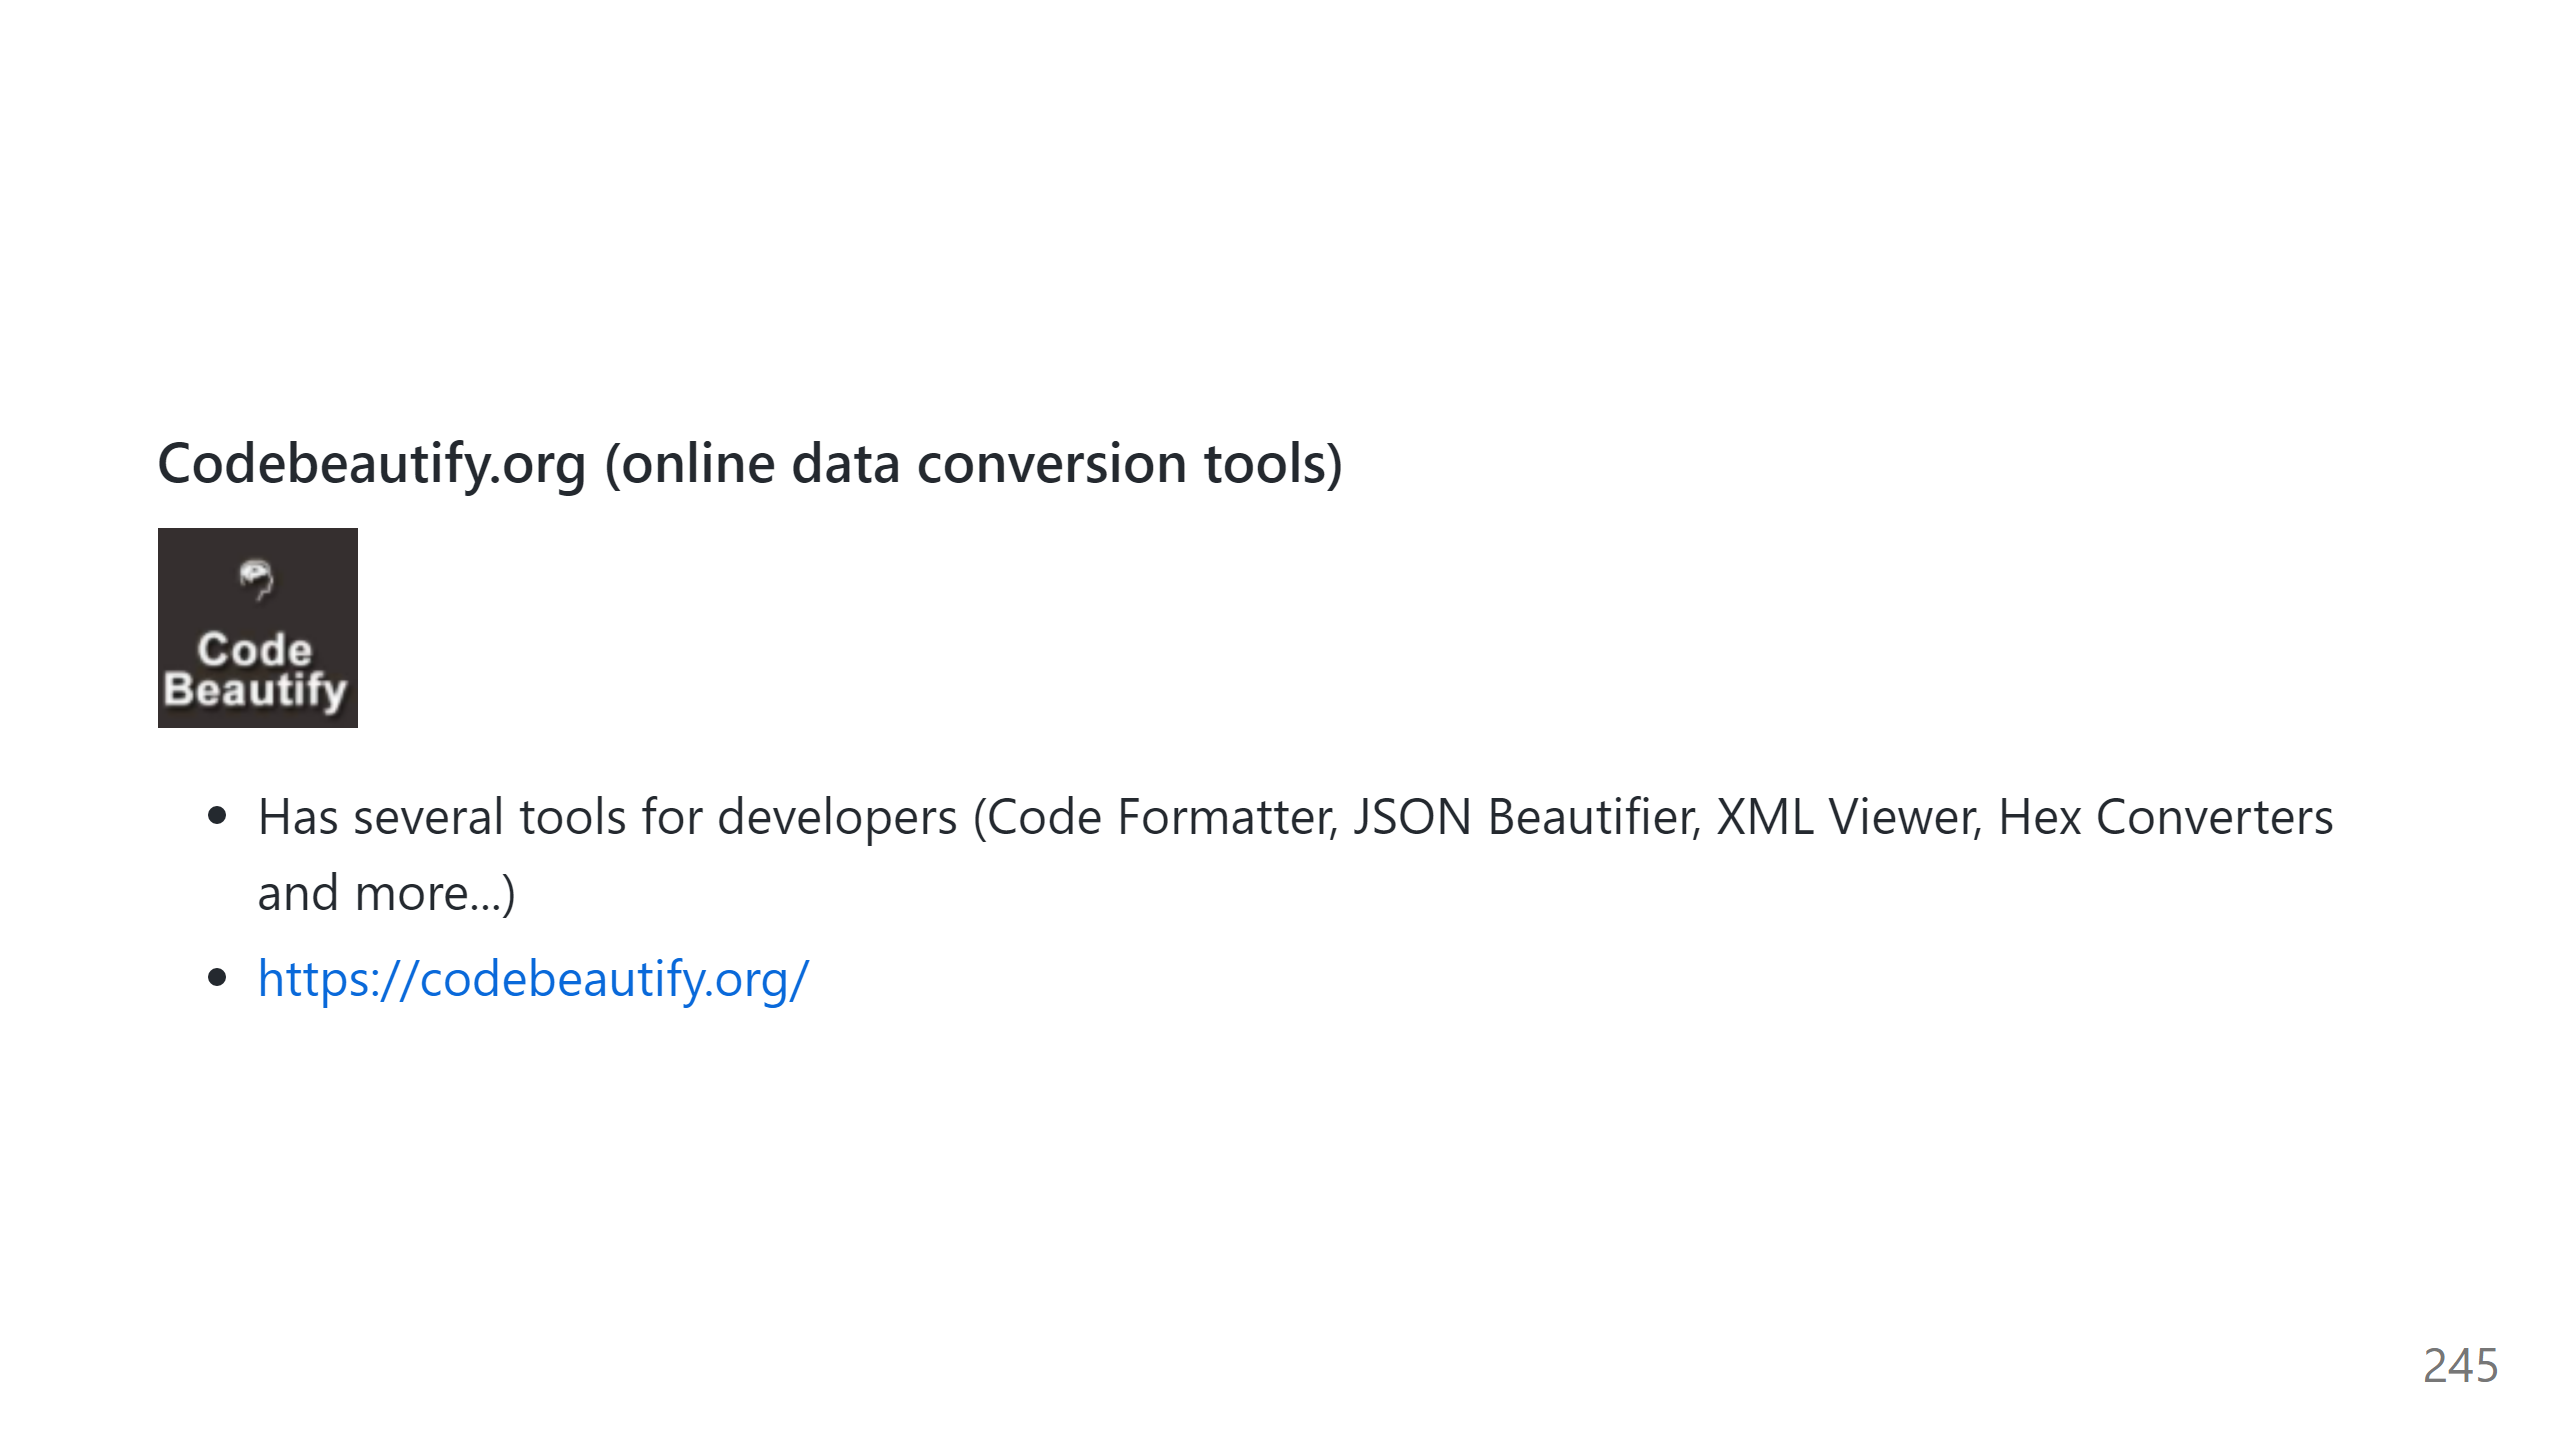 Codebeautify.org (online data conversion tools)
Code
Beautify
Has several tools for developers (Code Formatter, JSON Beautifier, XML Viewer, Hex Converters
and more...)
https://codebeautify.org/
245